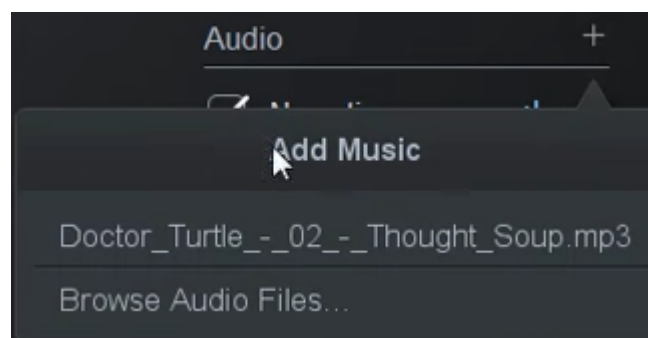 Audio +
Add Music
Doctor_Turtle_-_02_-_Thought_Soup.mp3
Browse Audio Files...